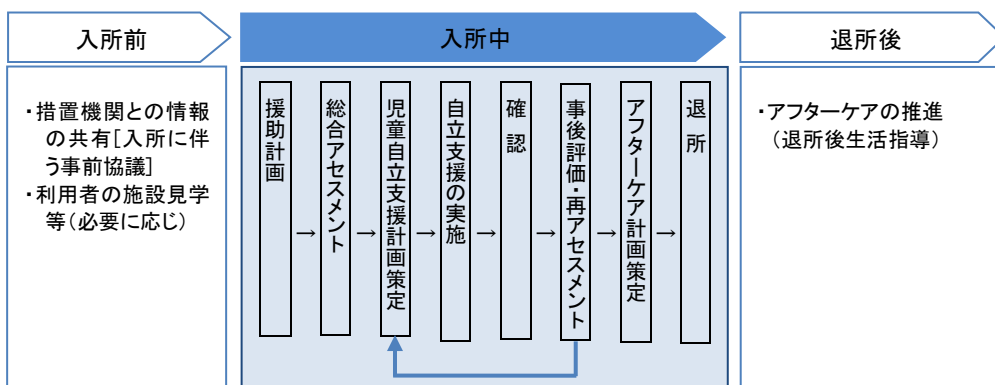 入所前
入所中
退所後
・措置機関との情報
の共有[入所に伴
う事前協議]
・利用者の施設見学
等(必要に応じ)
援助計画
→
総合アセスメント
→
児童自立支援計画策定
→
自立支援の実施
→
確認
→
事後評価・再アセスメント
→
アフターケア計画策定
→
退所
・アフターケアの推進
(退所後生活指導)